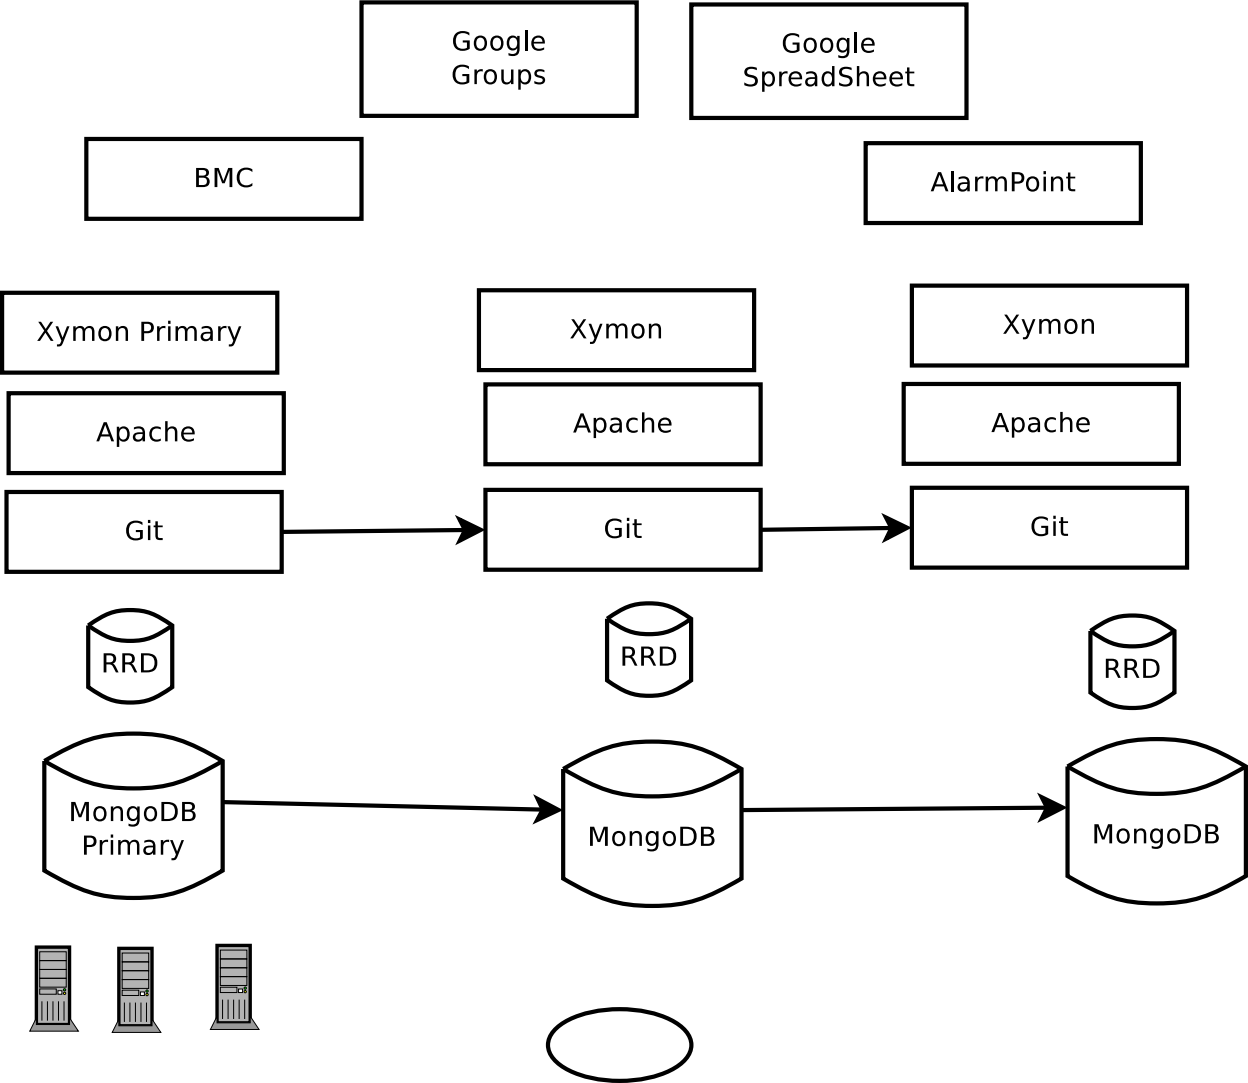 Google
Groups
Google
SpreadSheet
BMC
AlarmPoint
Xymon Primary
Xymon
Xymon
Apache
Apache
Apache
Git
Git
Git
RRD
RRD
RRD
MongoDB
Primary
MongoDB
MongoDB